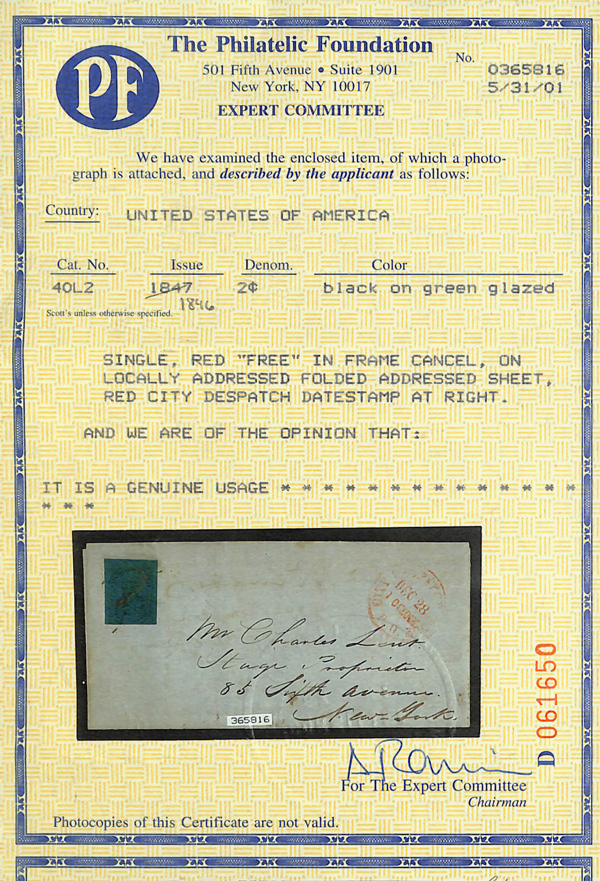 The Philatelic Foundation
PF
501 Fifth Avenue • Suite 1901
New York, NY 10017
EXPERT COMMITTEE
No.
0365816
5/31/01
We have examined the enclosed item, of which a photo-
graph is attached, and described by the applicant as follows:
Country: UNITED STATES OF AMERICA
Cat. No. Issue Denom. Color
40L2 1847 2¢ black on green glazed
1846
Scott's unless otherwise specified.
SINGLE, RED "FREE" IN FRAME CANCEL, ON
LOCALLY ADDRESSED FOLDED ADDRESSED SHEET,
RED CITY DESPATCH DATESTAMP AT RIGHT.
AND WE ARE OF THE OPINION THAT:
IT IS A GENUINE USAGE * * * * * * * * * * * * * *
* * *
DEC 28
Mr Charles Lent
Stage Proprietor
85 Sixth Avenue.
New-York.
365816
D 061650
For The Expert Committee
Chairman
Photocopies of this Certificate are not valid.